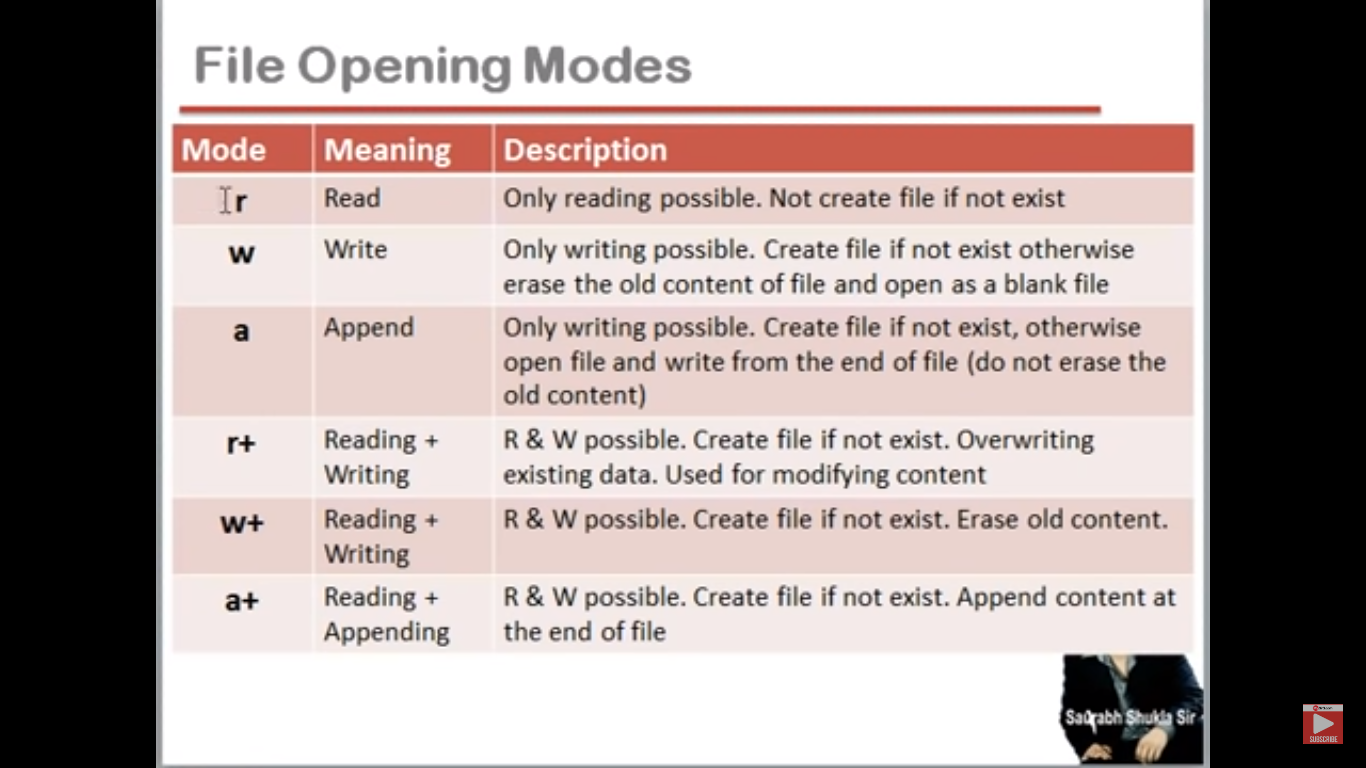 File Opening Modes
Mode Meaning Description
r Read Only reading possible. Not create file if not exist
w Write Only writing possible. Create file if not exist otherwise
erase the old content of file and open as a blank file
a Append Only writing possible. Create file if not exist, otherwise
open file and write from the end of file (do not erase the
old content)
r+ Reading + R & W possible. Create file if not exist. Overwriting
Writing existing data. Used for modifying content
w+ Reading + R & W possible. Create file if not exist. Erase old content.
Writing
a+ Reading + R & W possible. Create file if not exist. Append content at
Appending the end of file
Saurabh Shukla Sir
SUBSCRIBE